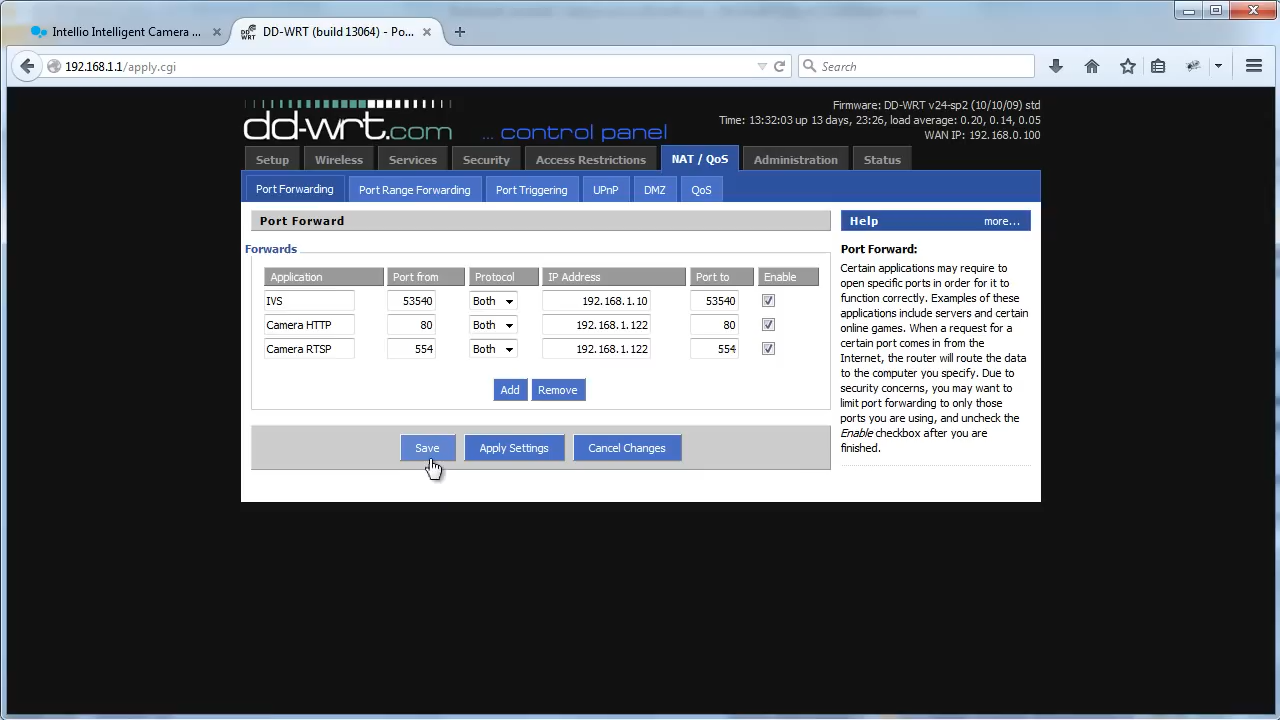 Intellio Intelligent Camera ...
DD-WRT (build 13064) - Po...
192.168.1.1/apply.cgi
Search
DD WRT
dd-wrt.com ... control panel
Firmware: DD-WRT v24-sp2 (10/10/09) std
Time: 13:32:03 up 13 days, 23:26, load average: 0.20, 0.14, 0.05
WAN IP: 192.168.0.100
Setup Wireless Services Security Access Restrictions NAT / QoS Administration Status
Port Forwarding Port Range Forwarding Port Triggering UPnP DMZ QoS
Port Forward
Forwards
Application Port from Protocol IP Address Port to Enable
IVS 53540 Both 192.168.1.10 53540
Camera HTTP 80 Both 192.168.1.122 80
Camera RTSP 554 Both 192.168.1.122 554
Add Remove
Save Apply Settings Cancel Changes
Help more...
Port Forward:
Certain applications may require to
open specific ports in order for it to
function correctly. Examples of these
applications include servers and certain
online games. When a request for a
certain port comes in from the
Internet, the router will route the data
to the computer you specify. Due to
security concerns, you may want to
limit port forwarding to only those
ports you are using, and uncheck the
Enable checkbox after you are
finished.